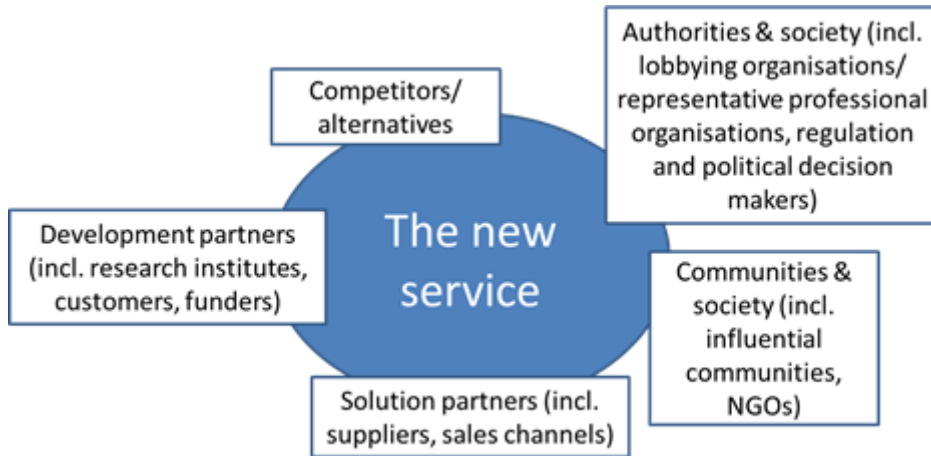 Authorities & society (incl.
lobbying organisations/
representative professional
organisations, regulation
and political decision
makers)
Competitors/
alternatives
Development partners
(incl. research institutes,
customers, funders)
The new
service
Communities &
society (incl.
influential
communities,
NGOs)
Solution partners (incl.
suppliers, sales channels)